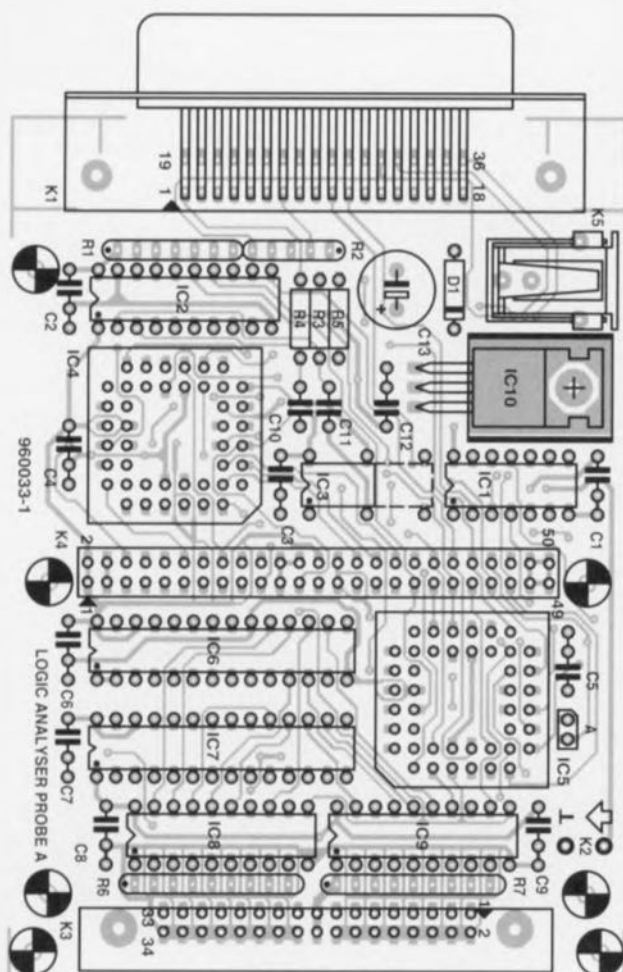 19
36
1
18
K1
K5
R1
R2
D1
+
IC2
C2
R4
R3
R5
C13
IC4
IC10
C10
C11
C12
C4
960033-1
IC3
IC1
C3
C1
K4
2
50
1
49
IC6
C5
C6
A
IC7
IC5
C7
LOGIC ANALYSER PROBE A
K2
IC8
IC9
C8
C9
R6
R7
K3
33
1
34
2